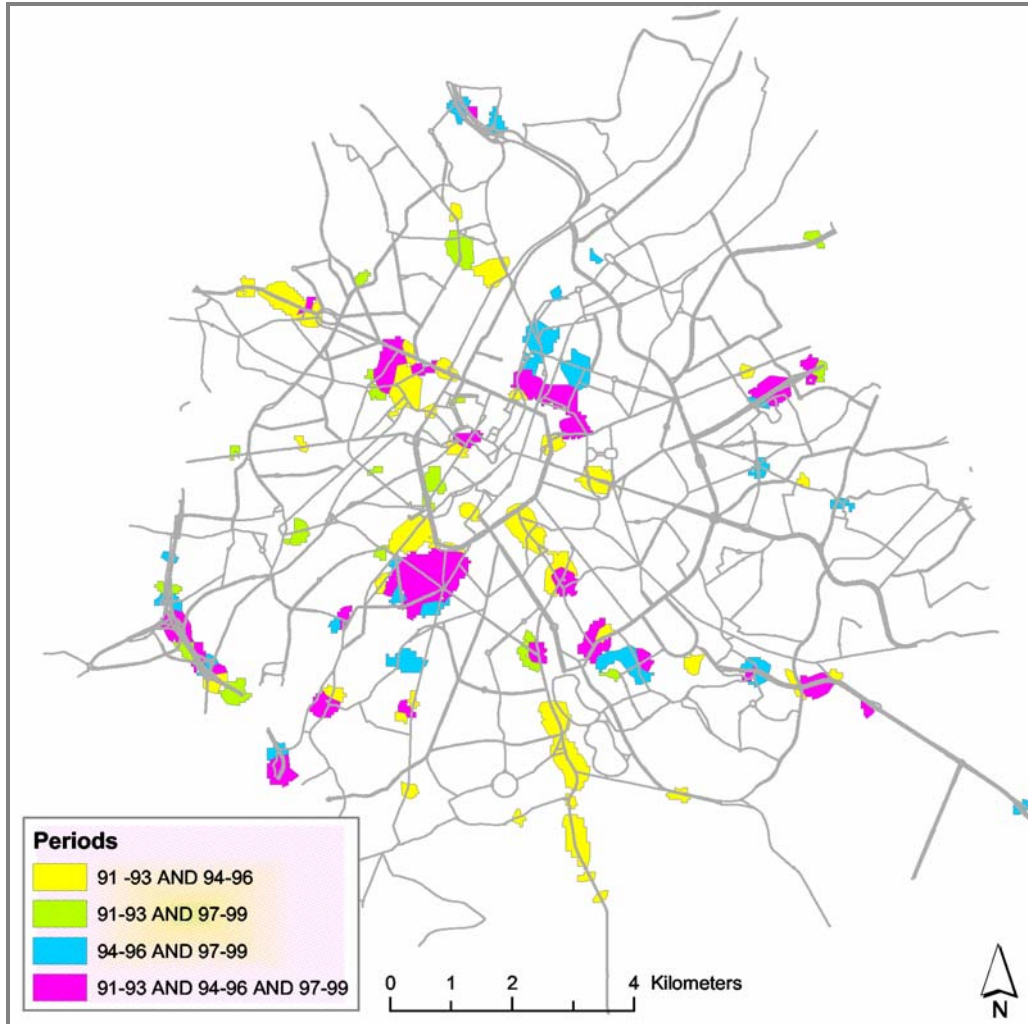 Periods
91 -93 AND 94-96
91-93 AND 97-99
94-96 AND 97-99
91-93 AND 94-96 AND 97-99
0 1 2 4 Kilometers
N